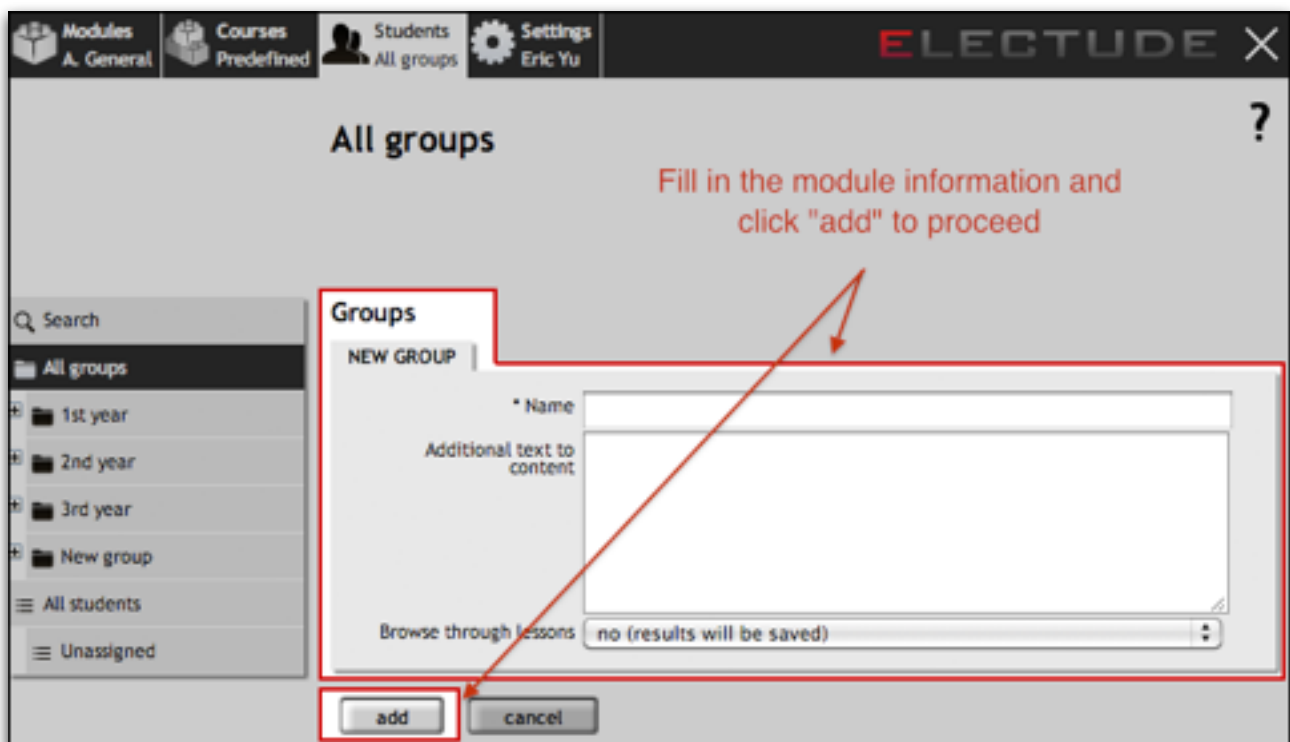 Modules
A. General
Courses
Predefined
Students
All groups
Settings
Eric Yu
ELECTUDE
?
All groups
Fill in the module information and
click "add" to proceed
Search
All groups
1st year
2nd year
3rd year
New group
All students
Unassigned
Groups
NEW GROUP
* Name
Additional text to
content
Browse through lessons
no (results will be saved)
add
cancel